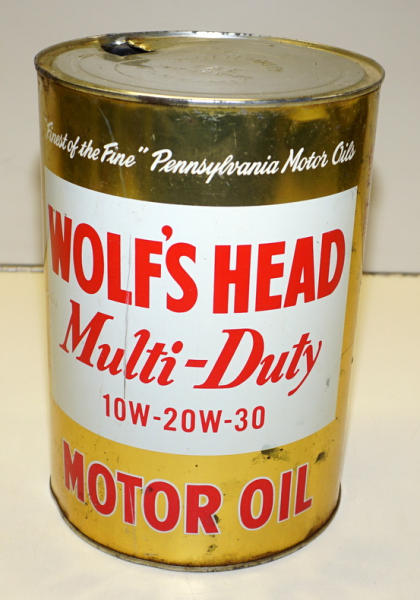 "Finest of the Fine" Pennsylvania Motor Oils
WOLF'S HEAD
Multi-Duty
10W-20W-30
MOTOR OIL